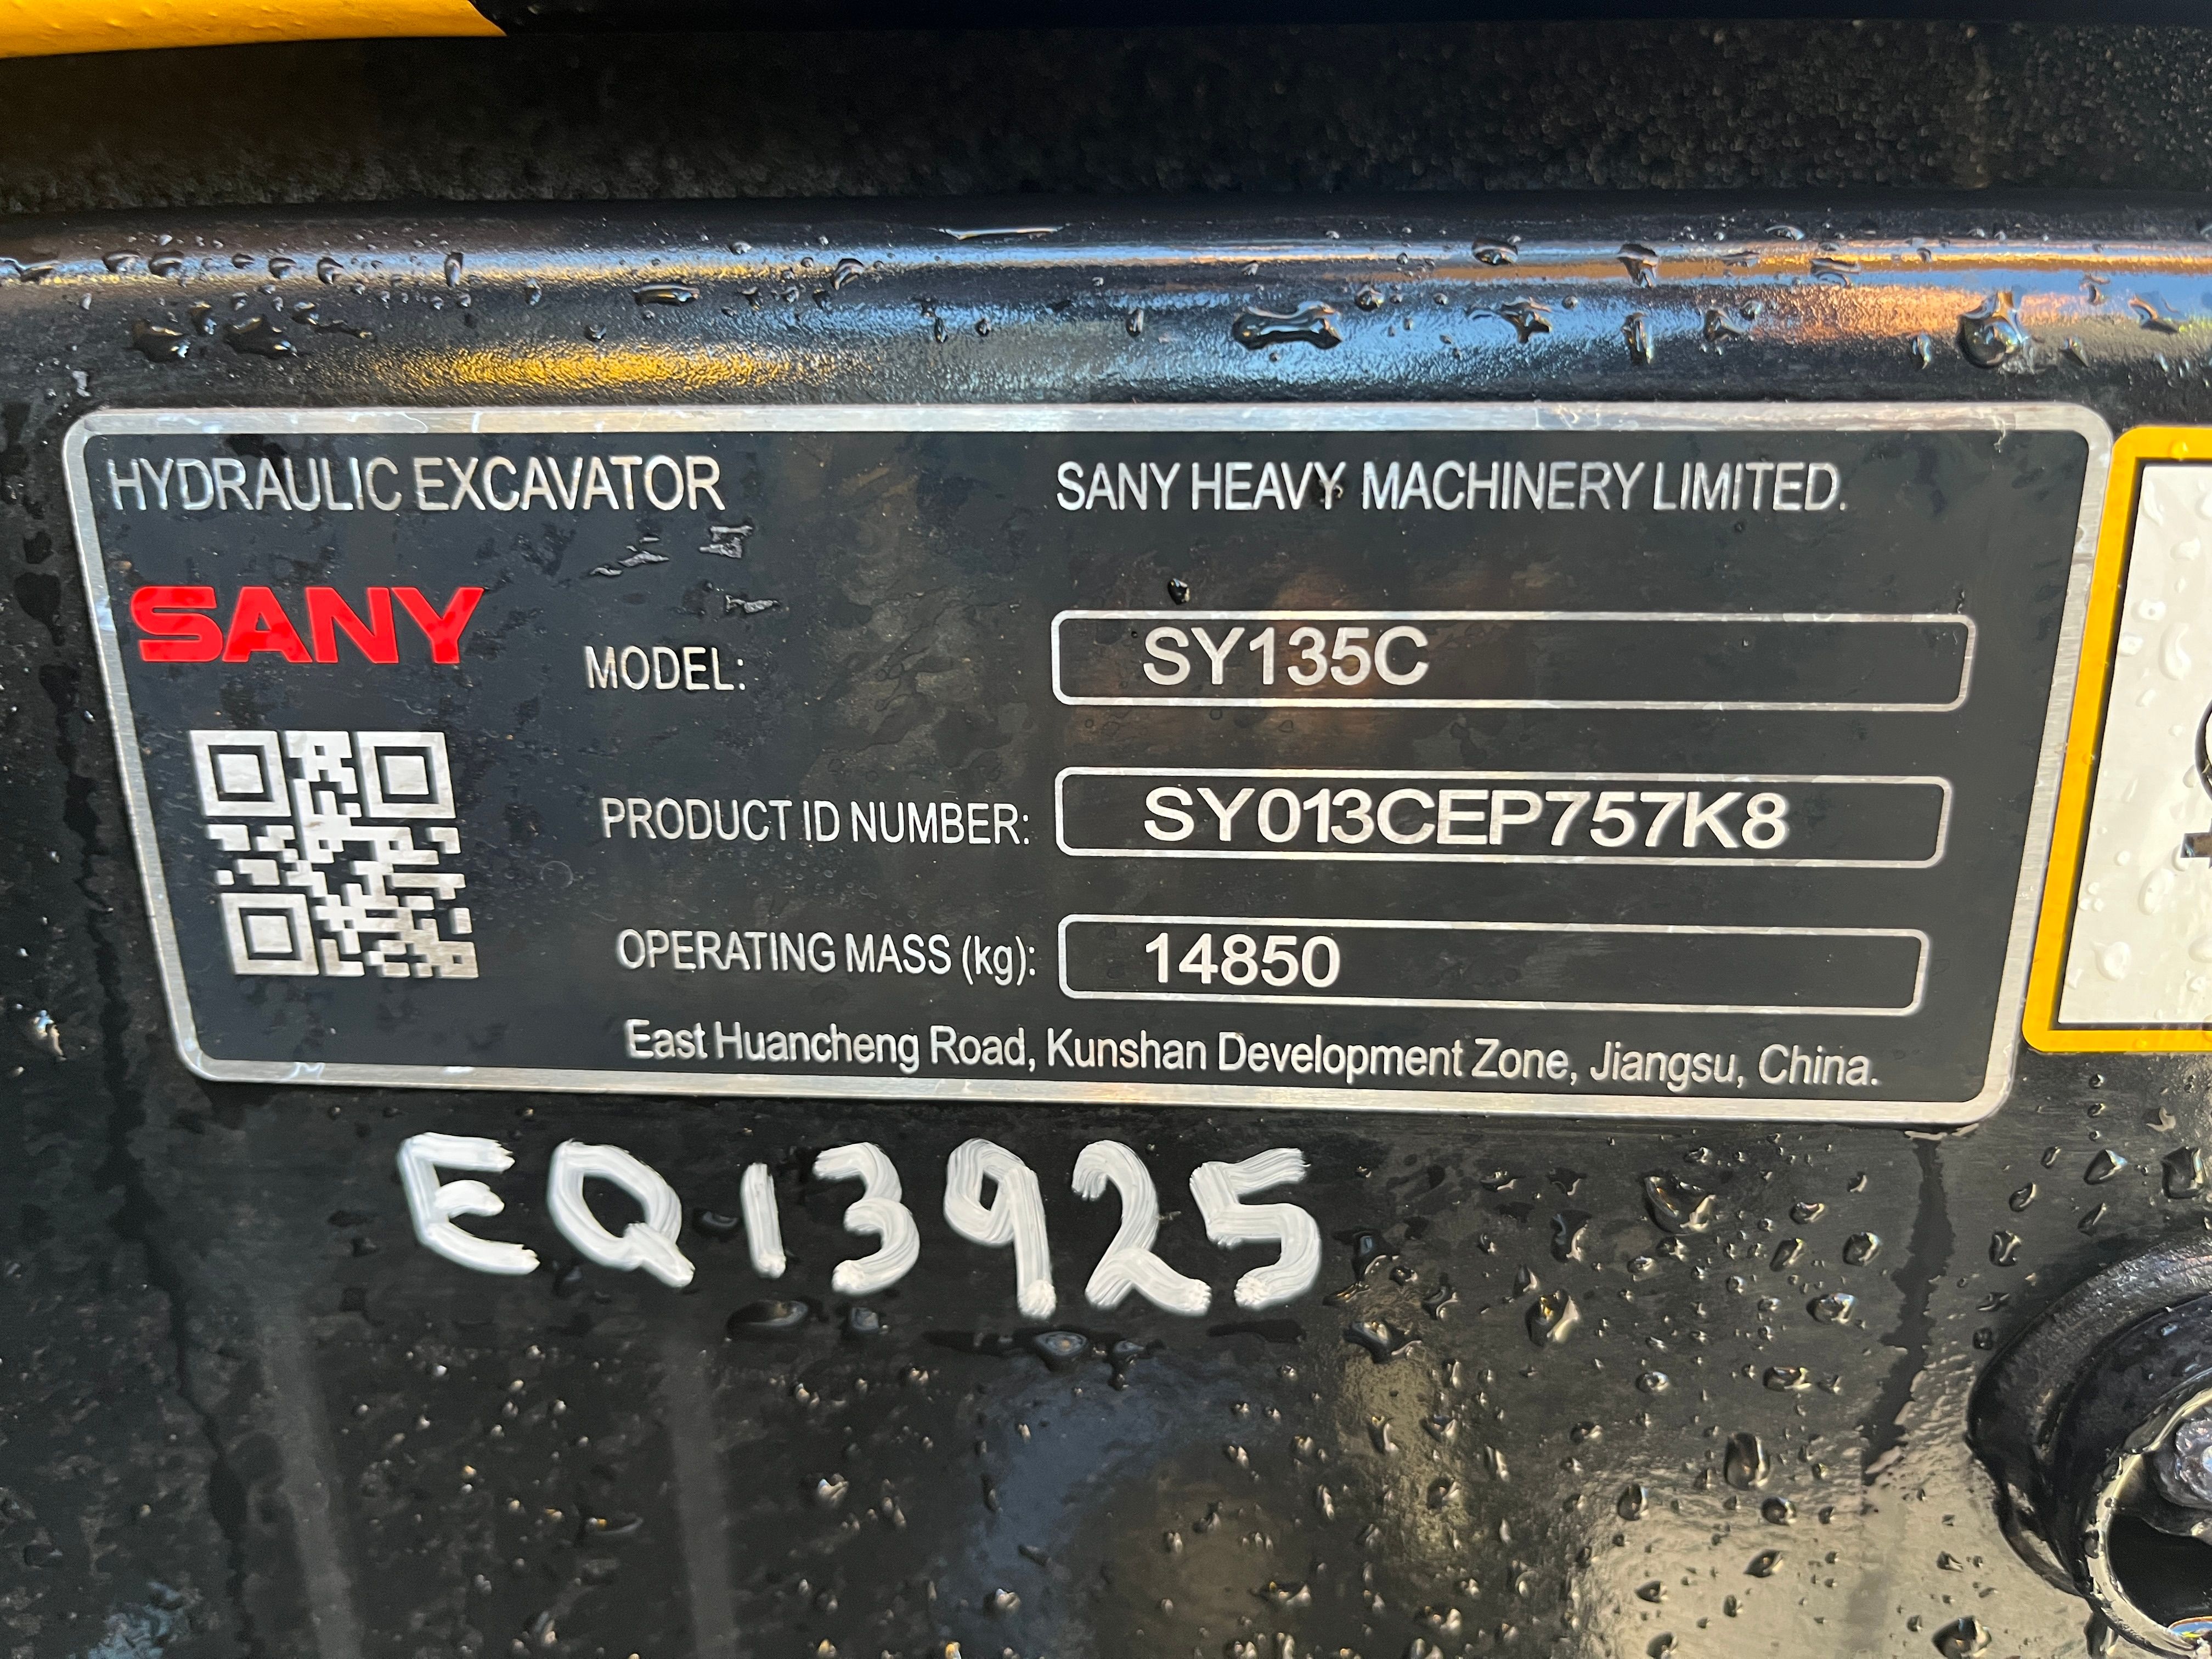 HYDRAULIC EXCAVATOR
SANY HEAVY MACHINERY LIMITED.
SANY
MODEL: SY135C
PRODUCT ID NUMBER: SY013CEP757K8
OPERATING MASS (kg): 14850
East Huancheng Road, Kunshan Development Zone, Jiangsu, China.
EQ13925